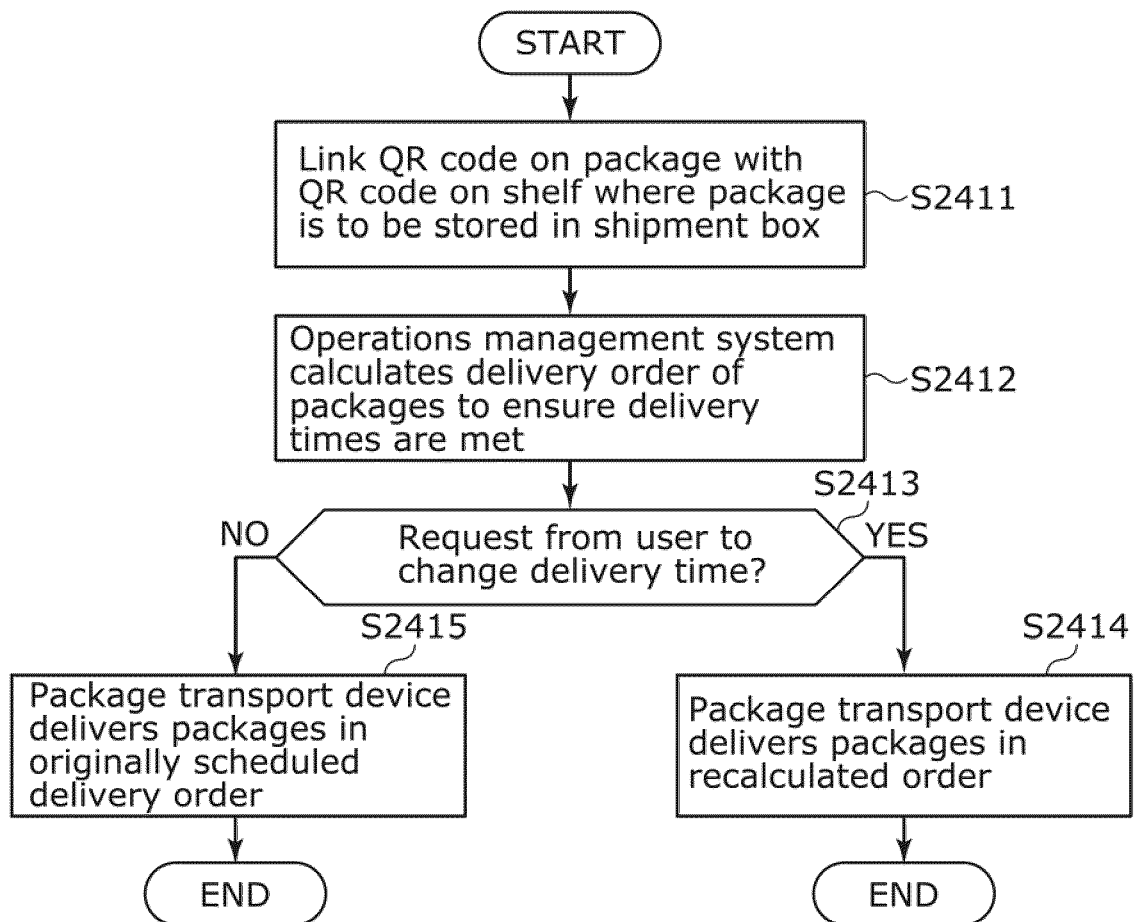 START
Link QR code on package with
QR code on shelf where package
is to be stored in shipment box
S2411
Operations management system
calculates delivery order of
packages to ensure delivery
times are met
S2412
S2413
NO
Request from user to
change delivery time?
YES
S2415
Package transport device
delivers packages in
originally scheduled
delivery order
S2414
Package transport device
delivers packages in
recalculated order
END
END